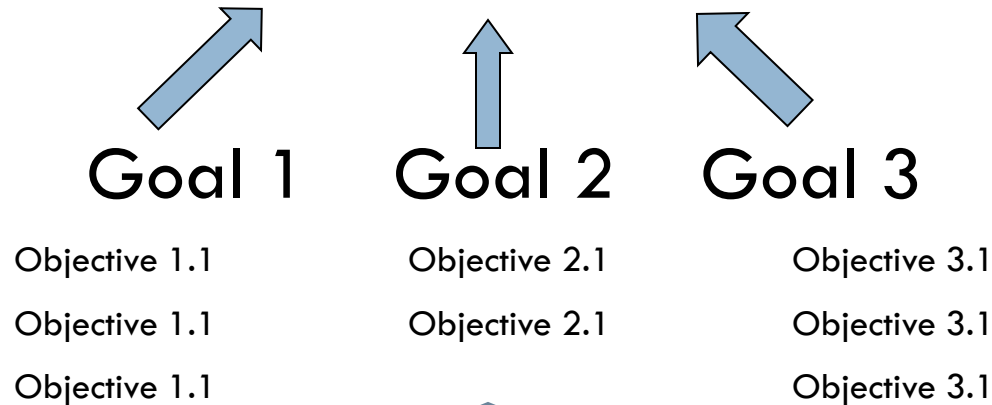 Goal 1 Goal 2 Goal 3
Objective 1.1 Objective 2.1 Objective 3.1
Objective 1.1 Objective 2.1 Objective 3.1
Objective 1.1 Objective 3.1